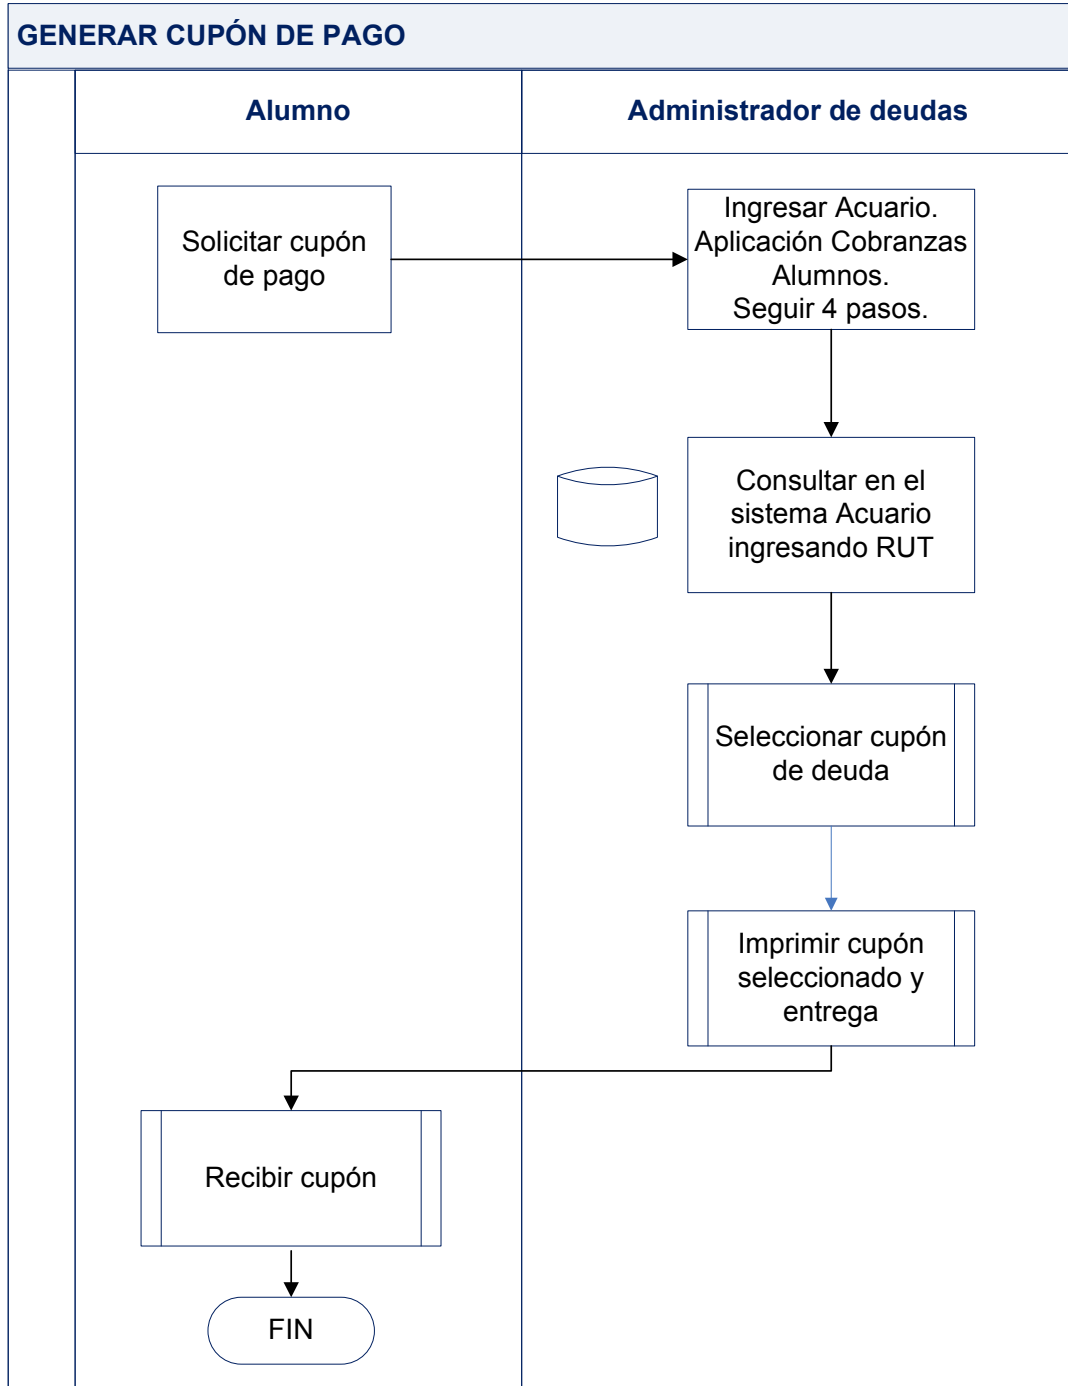 GENERAR CUPÓN DE PAGO
Alumno
Administrador de deudas
Solicitar cupón
de pago
Ingresar Acuario.
Aplicación Cobranzas
Alumnos.
Seguir 4 pasos.
Consultar en el
sistema Acuario
ingresando RUT
Seleccionar cupón
de deuda
Imprimir cupón
seleccionado y
entrega
Recibir cupón
FIN